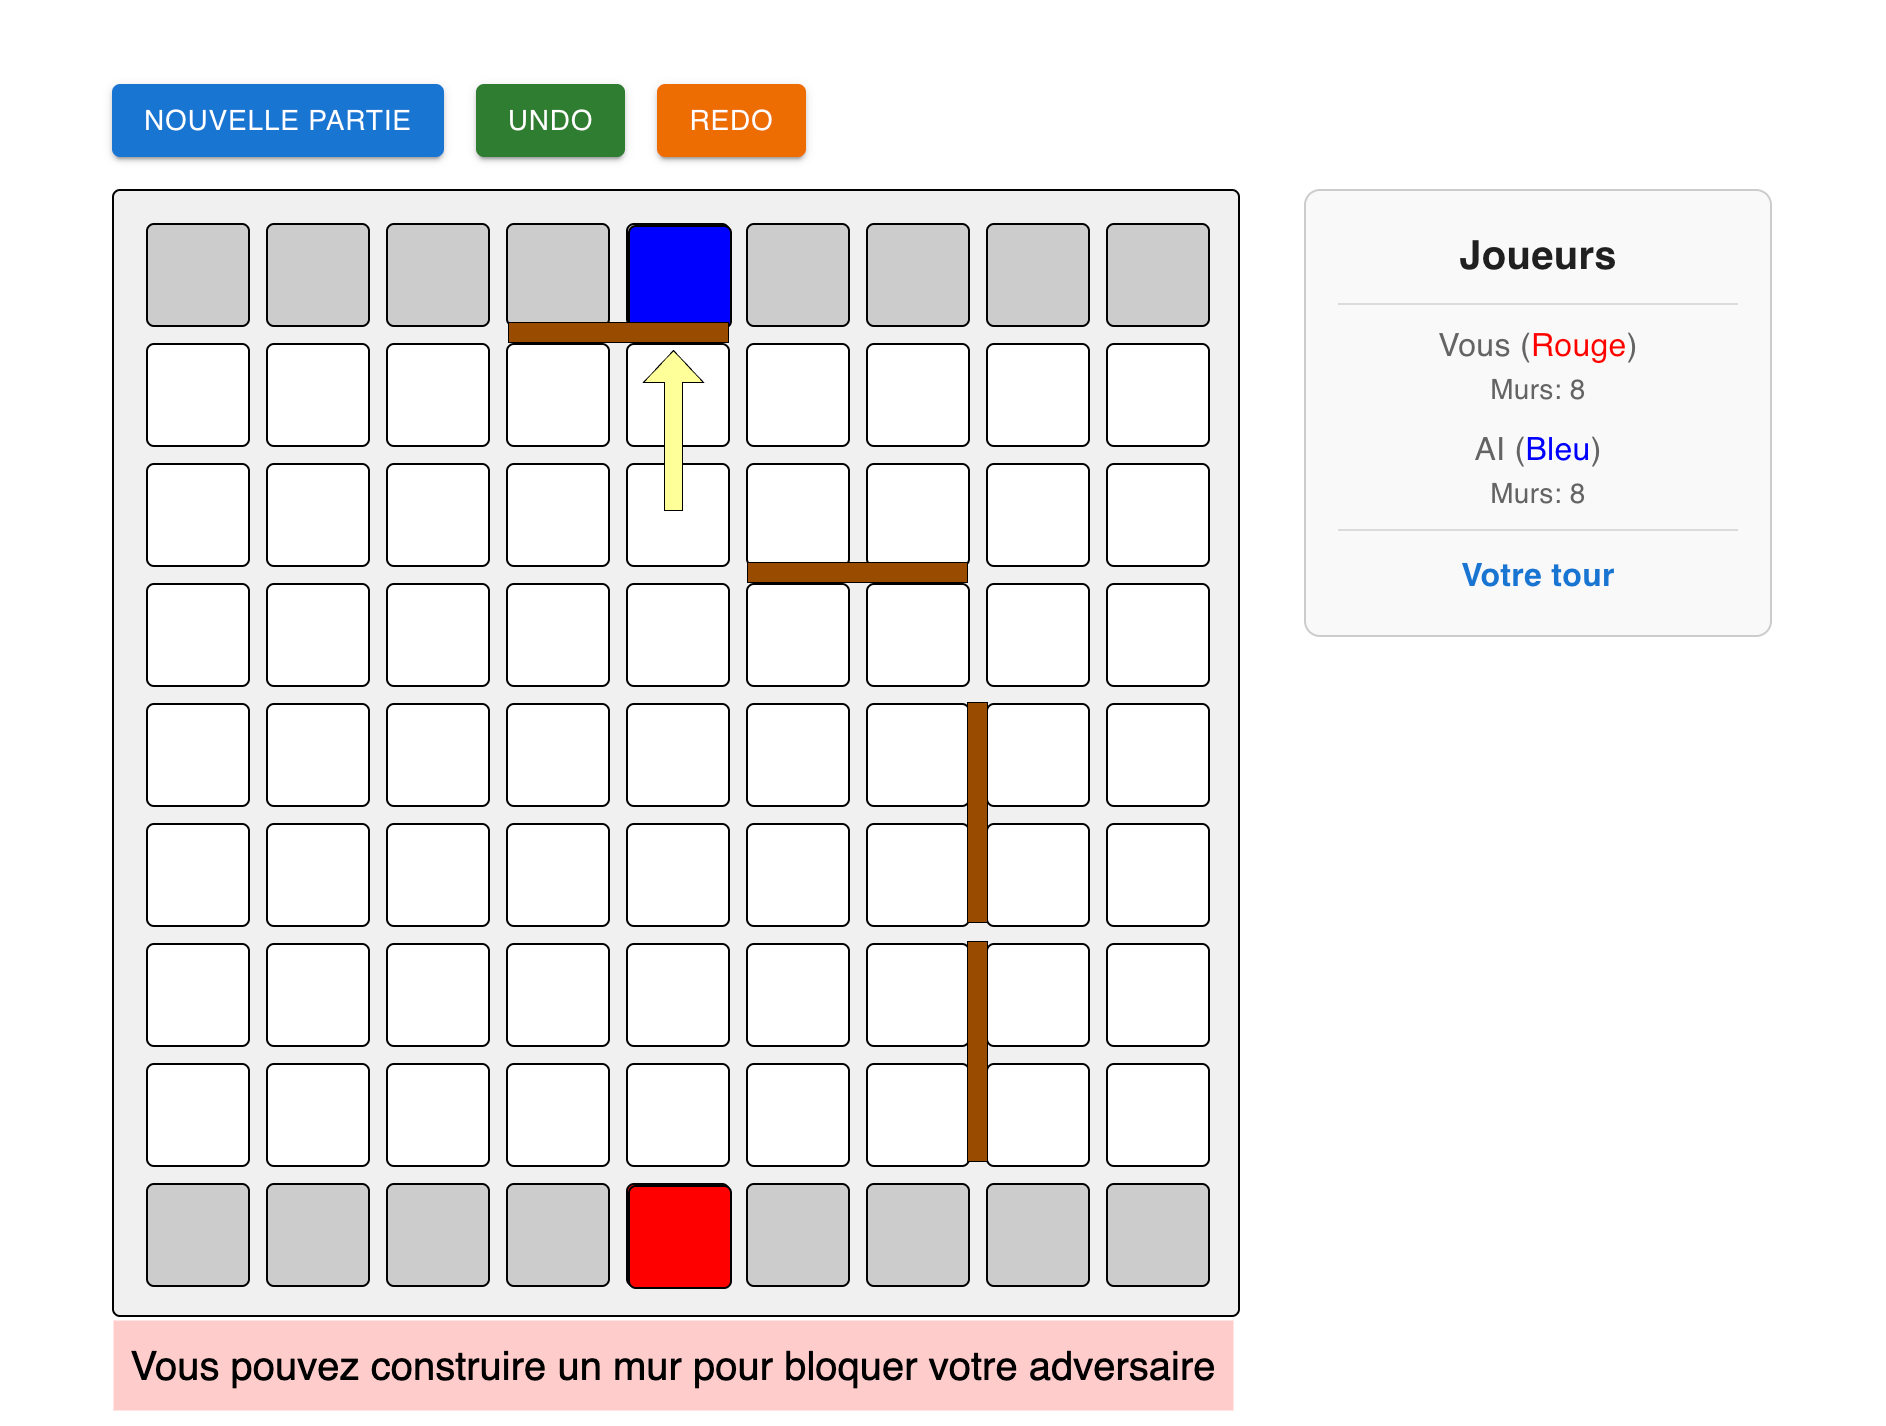 NOUVELLE PARTIE
UNDO
REDO
Joueurs
Vous (Rouge)
Murs: 8
AI (Bleu)
Murs: 8
Votre tour
Vous pouvez construire un mur pour bloquer votre adversaire